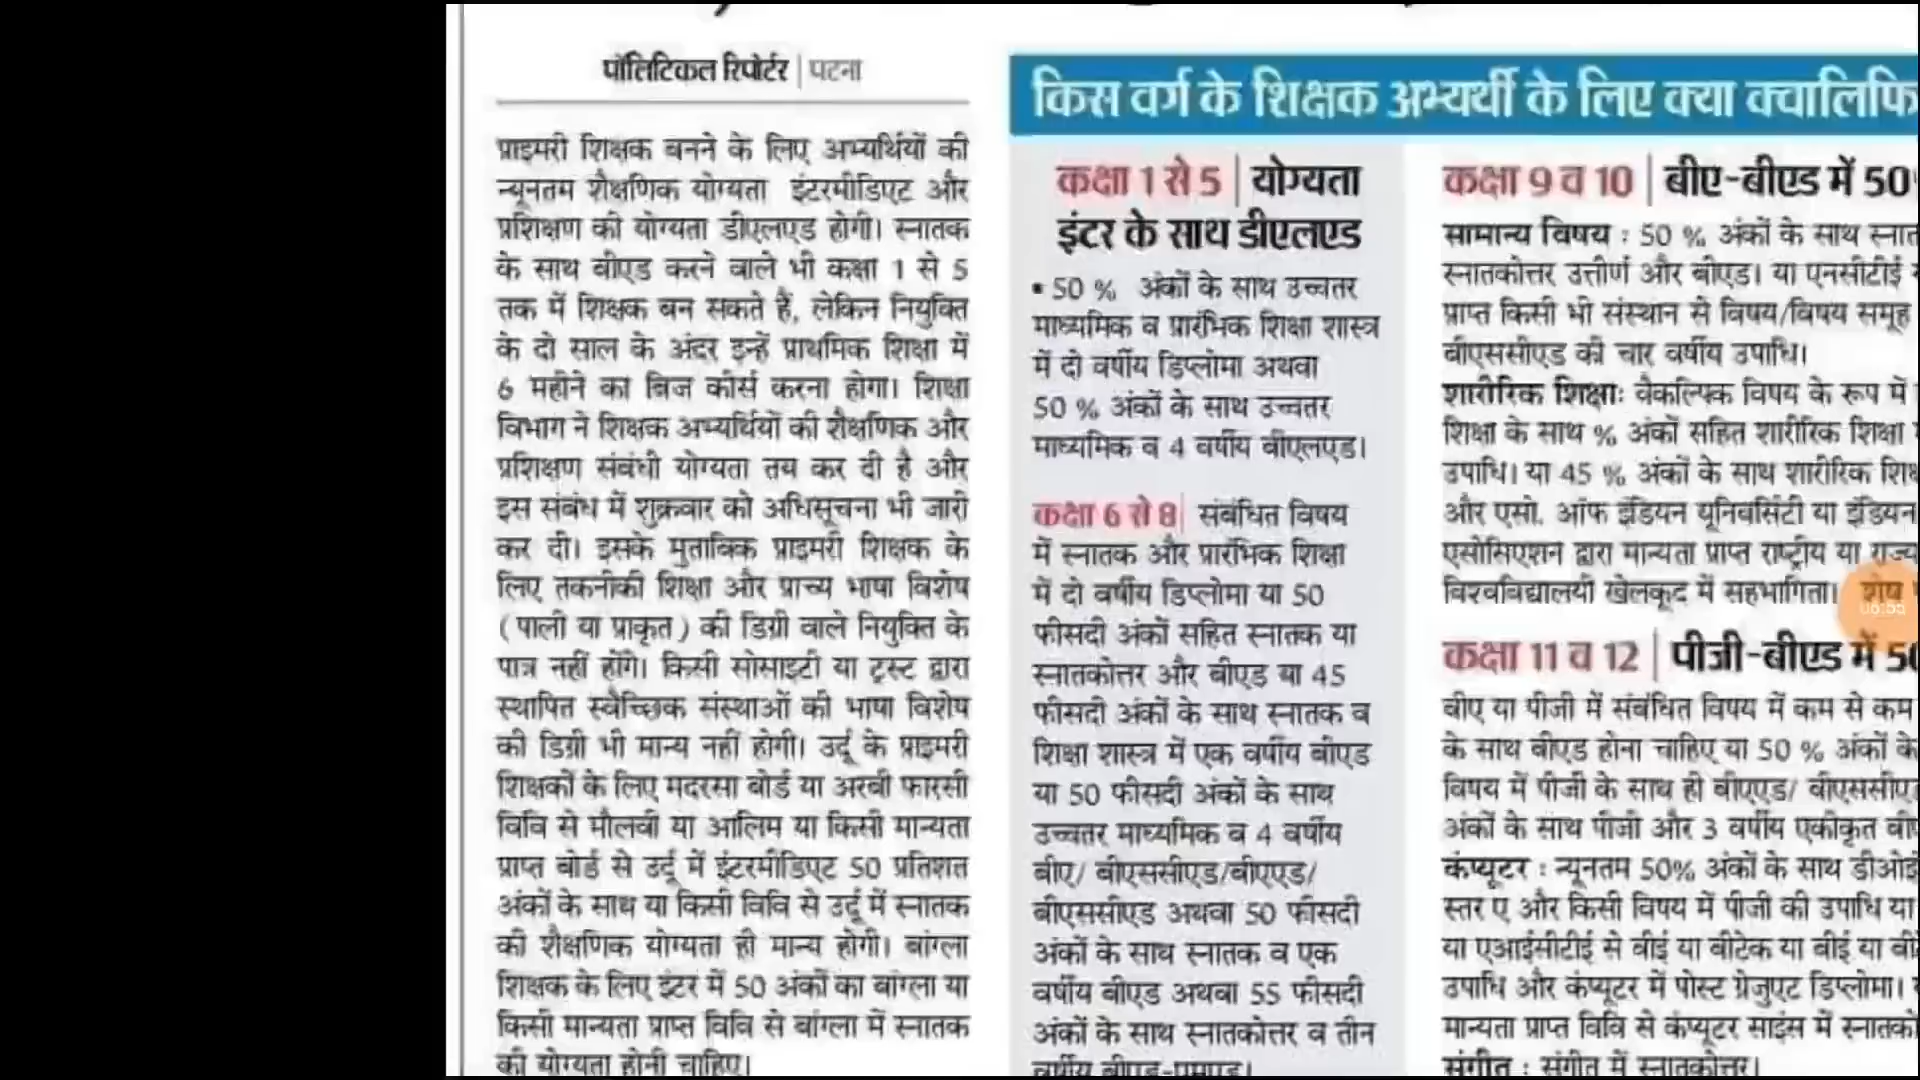 पॉलिटिकल रिपोर्टर | पटना
प्राइमरी शिक्षक बनने के लिए अभ्यर्थियों की
न्यूनतम शैक्षणिक योग्यता इंटरमीडिएट और
प्रशिक्षण की योग्यता डीएलएड होगी। स्नातक
के साथ बीएड करने वाले भी कक्षा 1 से 5
तक में शिक्षक बन सकते हैं, लेकिन नियुक्ति
के दो साल के अंदर इन्हें प्राथमिक शिक्षा में
6 महीने का ब्रिज कोर्स करना होगा। शिक्षा
विभाग ने शिक्षक अभ्यर्थियों की शैक्षणिक और
प्रशिक्षण संबंधी योग्यता तय कर दी है और
इस संबंध में शुक्रवार को अधिसूचना भी जारी
कर दी। इसके मुताबिक प्राइमरी शिक्षक के
लिए तकनीकी शिक्षा और प्राच्य भाषा विशेष
(पाली या प्राकृत) की डिग्री वाले नियुक्ति के
पात्र नहीं होंगे। किसी सोसाइटी या ट्रस्ट द्वारा
स्थापित स्वैच्छिक संस्थाओं की भाषा विशेष
की डिग्री भी मान्य नहीं होगी। उर्दू के प्राइमरी
शिक्षकों के लिए मदरसा बोर्ड या अरबी फारसी
विवि से मौलवी या आलिम या किसी मान्यता
प्राप्त बोर्ड से उर्दू में इंटरमीडिएट 50 प्रतिशत
अंकों के साथ या किसी विवि से उर्दू में स्नातक
की शैक्षणिक योग्यता ही मान्य होगी। बांग्ला
शिक्षक के लिए इंटर में 50 अंकों का बांग्ला या
किसी मान्यता प्राप्त विवि से बांग्ला में स्नातक
की योग्यता होनी चाहिए।
किस वर्ग के शिक्षक अभ्यर्थी के लिए क्या क्वालिफि
कक्षा 1 से 5 | योग्यता
इंटर के साथ डीएलएड
▪ 50 % अंकों के साथ उच्चतर
माध्यमिक व प्रारंभिक शिक्षा शास्त्र
में दो वर्षीय डिप्लोमा अथवा
50 % अंकों के साथ उच्चतर
माध्यमिक व 4 वर्षीय बीएलएड।
कक्षा 6 से 8 | संबंधित विषय
में स्नातक और प्रारंभिक शिक्षा
में दो वर्षीय डिप्लोमा या 50
फीसदी अंकों सहित स्नातक या
स्नातकोत्तर और बीएड या 45
फीसदी अंकों के साथ स्नातक व
शिक्षा शास्त्र में एक वर्षीय बीएड
या 50 फीसदी अंकों के साथ
उच्चतर माध्यमिक व 4 वर्षीय
बीए/ बीएससीएड/बीएएड/
बीएससीएड अथवा 50 फीसदी
अंकों के साथ स्नातक व एक
वर्षीय बीएड अथवा 55 फीसदी
अंकों के साथ स्नातकोत्तर व तीन
वर्षीय बीएड-एमएड।
कक्षा 9 व 10 | बीए-बीएड में 50
सामान्य विषय : 50 % अंकों के साथ स्नात
स्नातकोत्तर उत्तीर्ण और बीएड। या एनसीटीई
प्राप्त किसी भी संस्थान से विषय/विषय समूह
बीएससीएड की चार वर्षीय उपाधि।
शारीरिक शिक्षाः वैकल्पिक विषय के रूप में
शिक्षा के साथ % अंकों सहित शारीरिक शिक्षा
उपाधि। या 45 % अंकों के साथ शारीरिक शिक्ष
और एसो. ऑफ इंडियन यूनिवर्सिटी या इंडियन
एसोसिएशन द्वारा मान्यता प्राप्त राष्ट्रीय या राज्य
विश्वविद्यालयी खेलकूद में सहभागिता। शेष
कक्षा 11 व 12 | पीजी-बीएड में 50
बीए या पीजी में संबंधित विषय में कम से कम
के साथ बीएड होना चाहिए या 50 % अंकों के
विषय में पीजी के साथ ही बीएएड/ बीएससीए
अंकों के साथ पीजी और 3 वर्षीय एकीकृत बी
कंप्यूटर : न्यूनतम 50% अंकों के साथ डीओई
स्तर ए और किसी विषय में पीजी की उपाधि या
या एआईसीटीई से बीई या बीटेक या बीई या बी
उपाधि और कंप्यूटर में पोस्ट ग्रेजुएट डिप्लोमा।
मान्यता प्राप्त विवि से कंप्यूटर साइंस में स्नातको
संगीत : संगीत में स्नातकोत्तर।